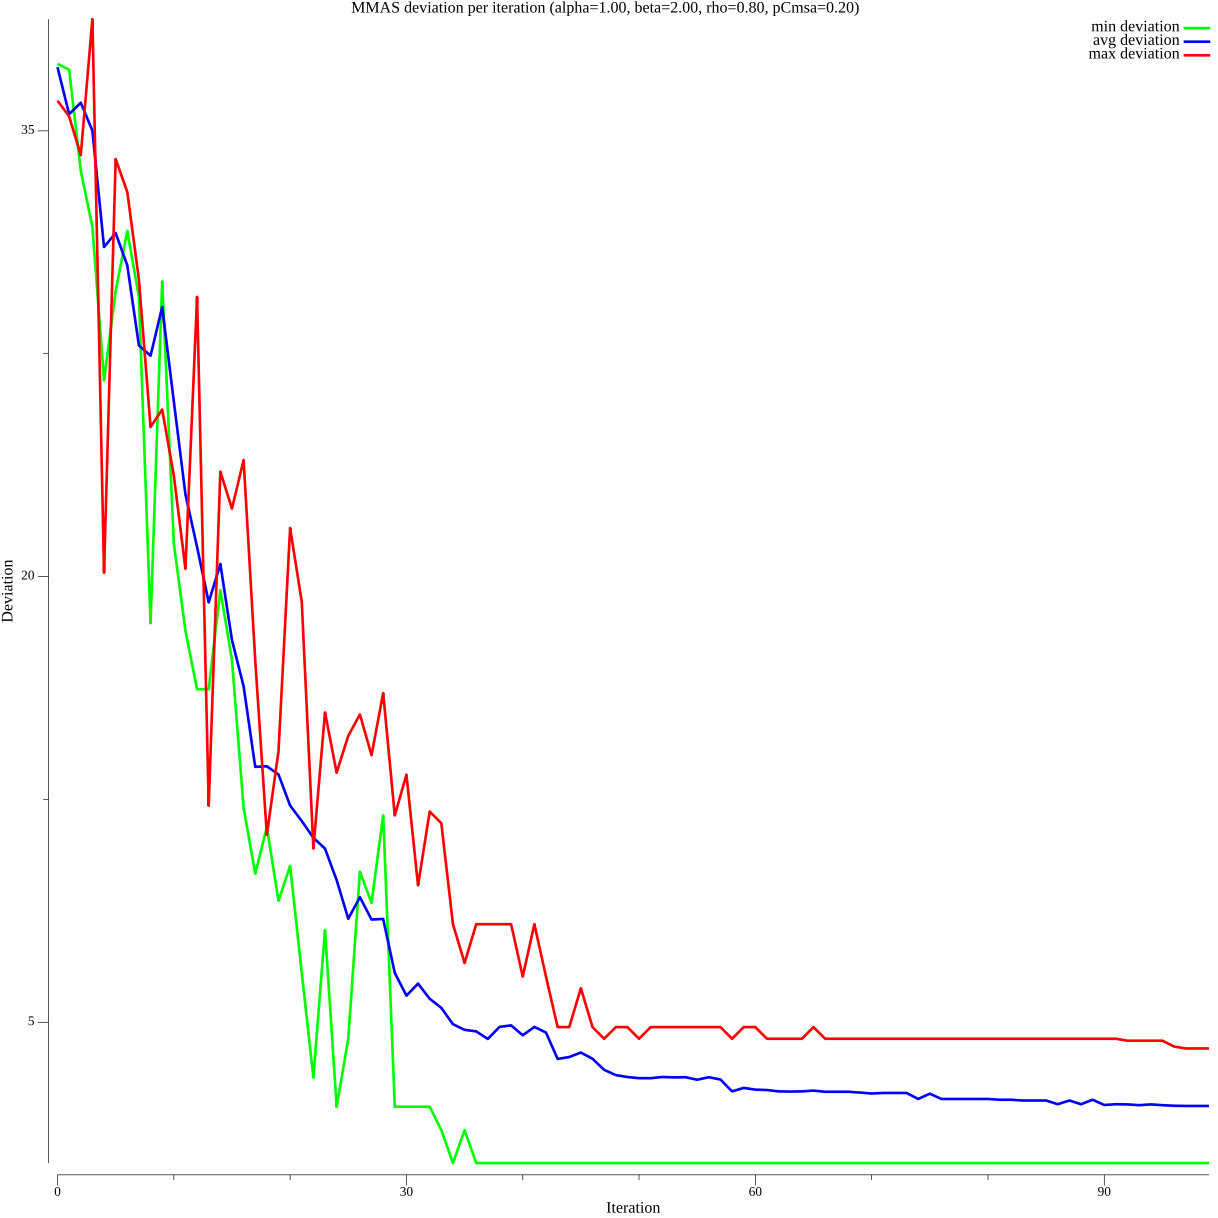 MMAS deviation per iteration (alpha=1.00, beta=2.00, rho=0.80, pCmsa=0.20)
min deviation
avg deviation
max deviation
35
20
5
Deviation
0
30
60
90
Iteration